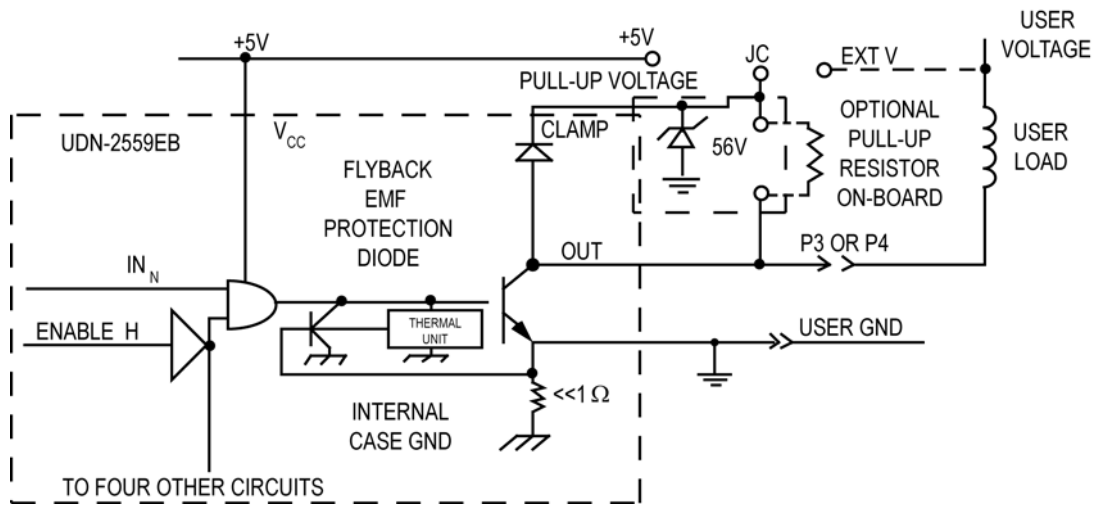 USER
VOLTAGE
+5V
+5V
JC
EXT V
PULL-UP VOLTAGE
OPTIONAL
PULL-UP
RESISTOR
ON-BOARD
USER
LOAD
UDN-2559EB
VCC
CLAMP
56V
FLYBACK
EMF
PROTECTION
DIODE
OUT
P3 OR P4
INN
ENABLE H
THERMAL
UNIT
USER GND
<<1 Ω
INTERNAL
CASE GND
TO FOUR OTHER CIRCUITS